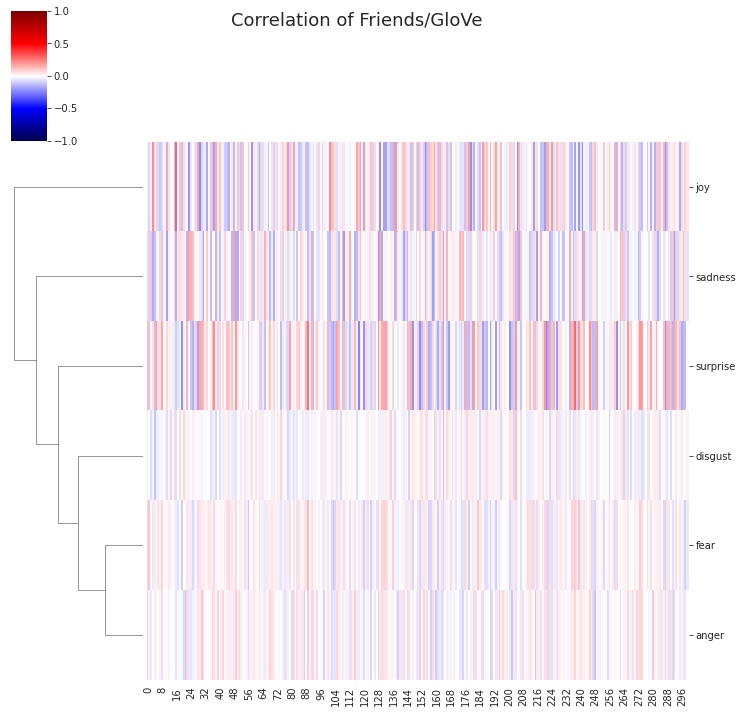 Correlation of Friends/GloVe
1.0
0.5
0.0
−0.5
−1.0
joy
sadness
surprise
disgust
fear
anger
0 8 16 24 32 40 48 56 64 72 80 88 96 104 112 120 128 136 144 152 160 168 176 184 192 200 208 216 224 232 240 248 256 264 272 280 288 296